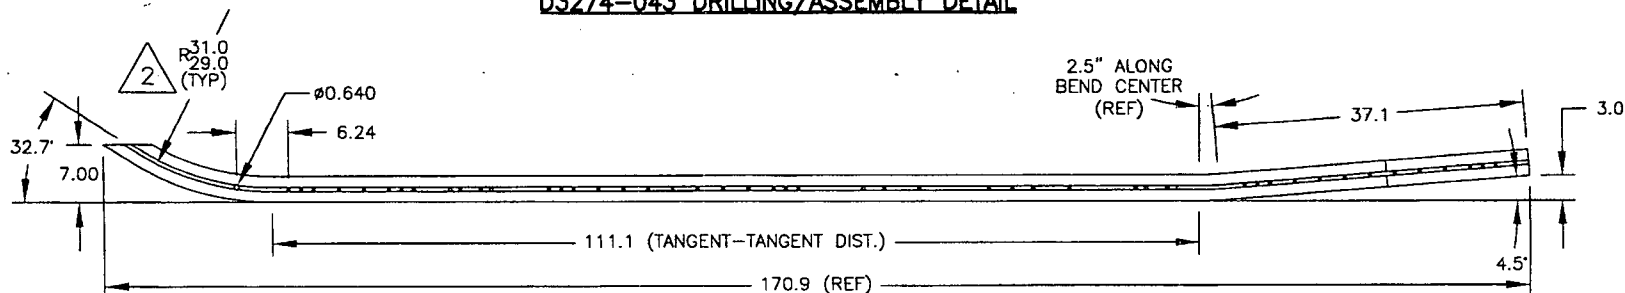 D3274-043 DRILLING/ASSEMBLY DETAIL
2
R31.0
29.0
(TYP)
Ø0.640
6.24
2.5" ALONG
BEND CENTER
(REF)
37.1
3.0
32.7°
7.00
111.1 (TANGENT-TANGENT DIST.)
4.5°
170.9 (REF)